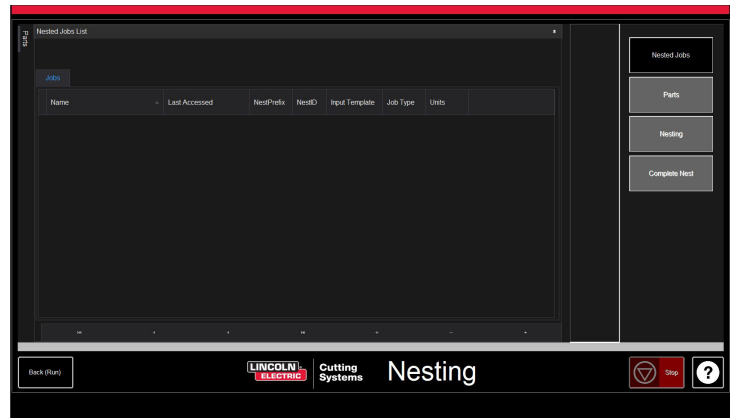 Parts
Nested Jobs List
Jobs
Name
Last Accessed
NestPrefix
NestID
Input Template
Job Type
Units
Nested Jobs
Parts
Nesting
Complete Nest
Back (Run)
LINCOLN
ELECTRIC
Cutting
Systems
Nesting
Stop
?